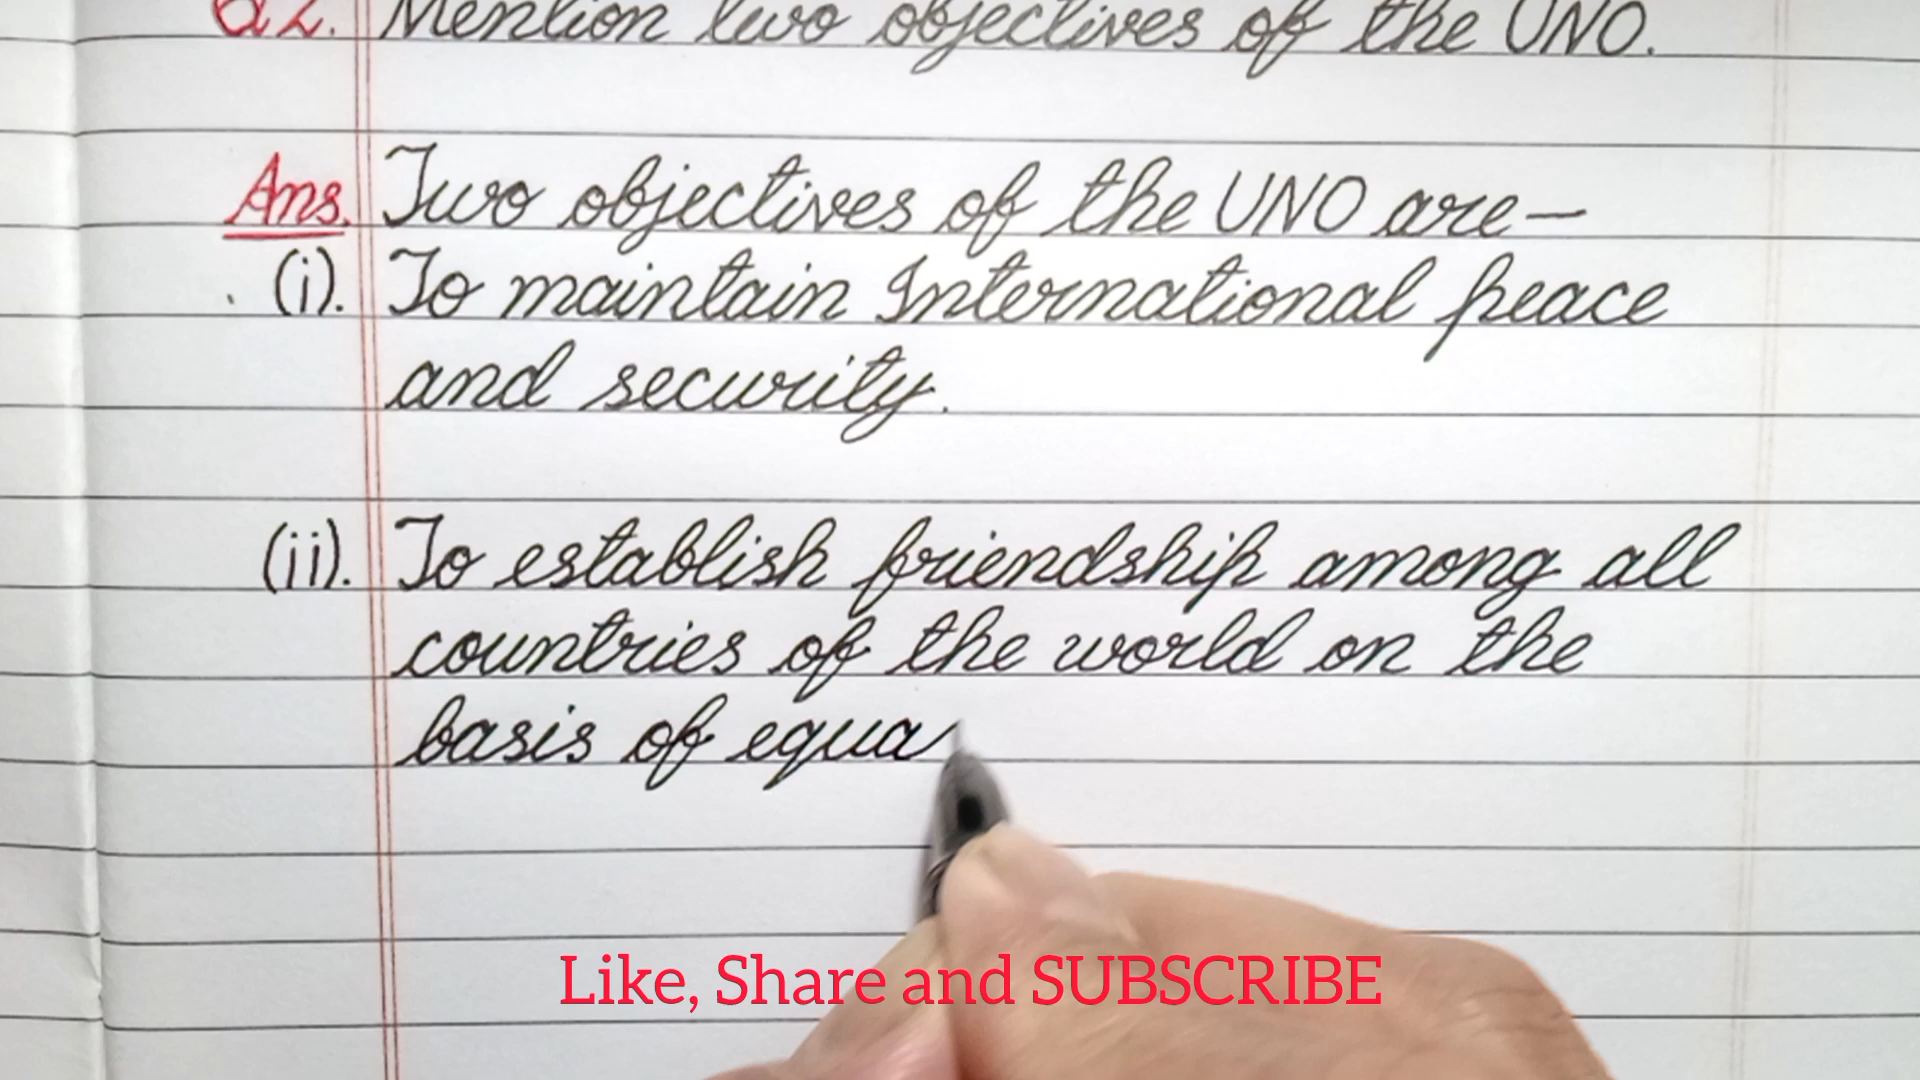 Q2. Mention two objectives of the UNO.
Ans. Two objectives of the UNO are—
(i). To maintain International peace
and security.
(ii). To establish friendship among all
countries of the world on the
basis of equa
Like, Share and SUBSCRIBE